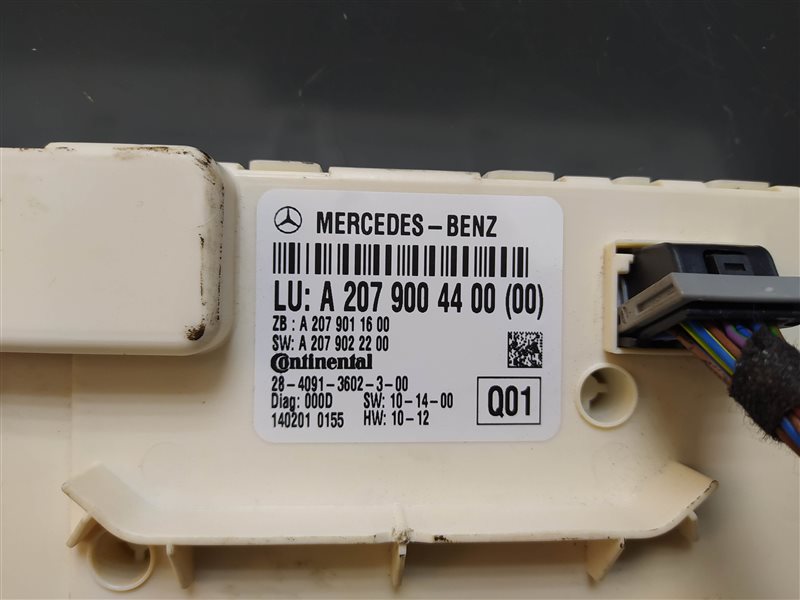 MERCEDES-BENZ
LU: A 207 900 44 00 (00)
ZB : A 207 901 16 00
SW: A 207 902 22 00
Continental
28-4091-3602-3-00
Diag: 000D SW: 10-14-00
140201 0155 HW: 10-12
Q01